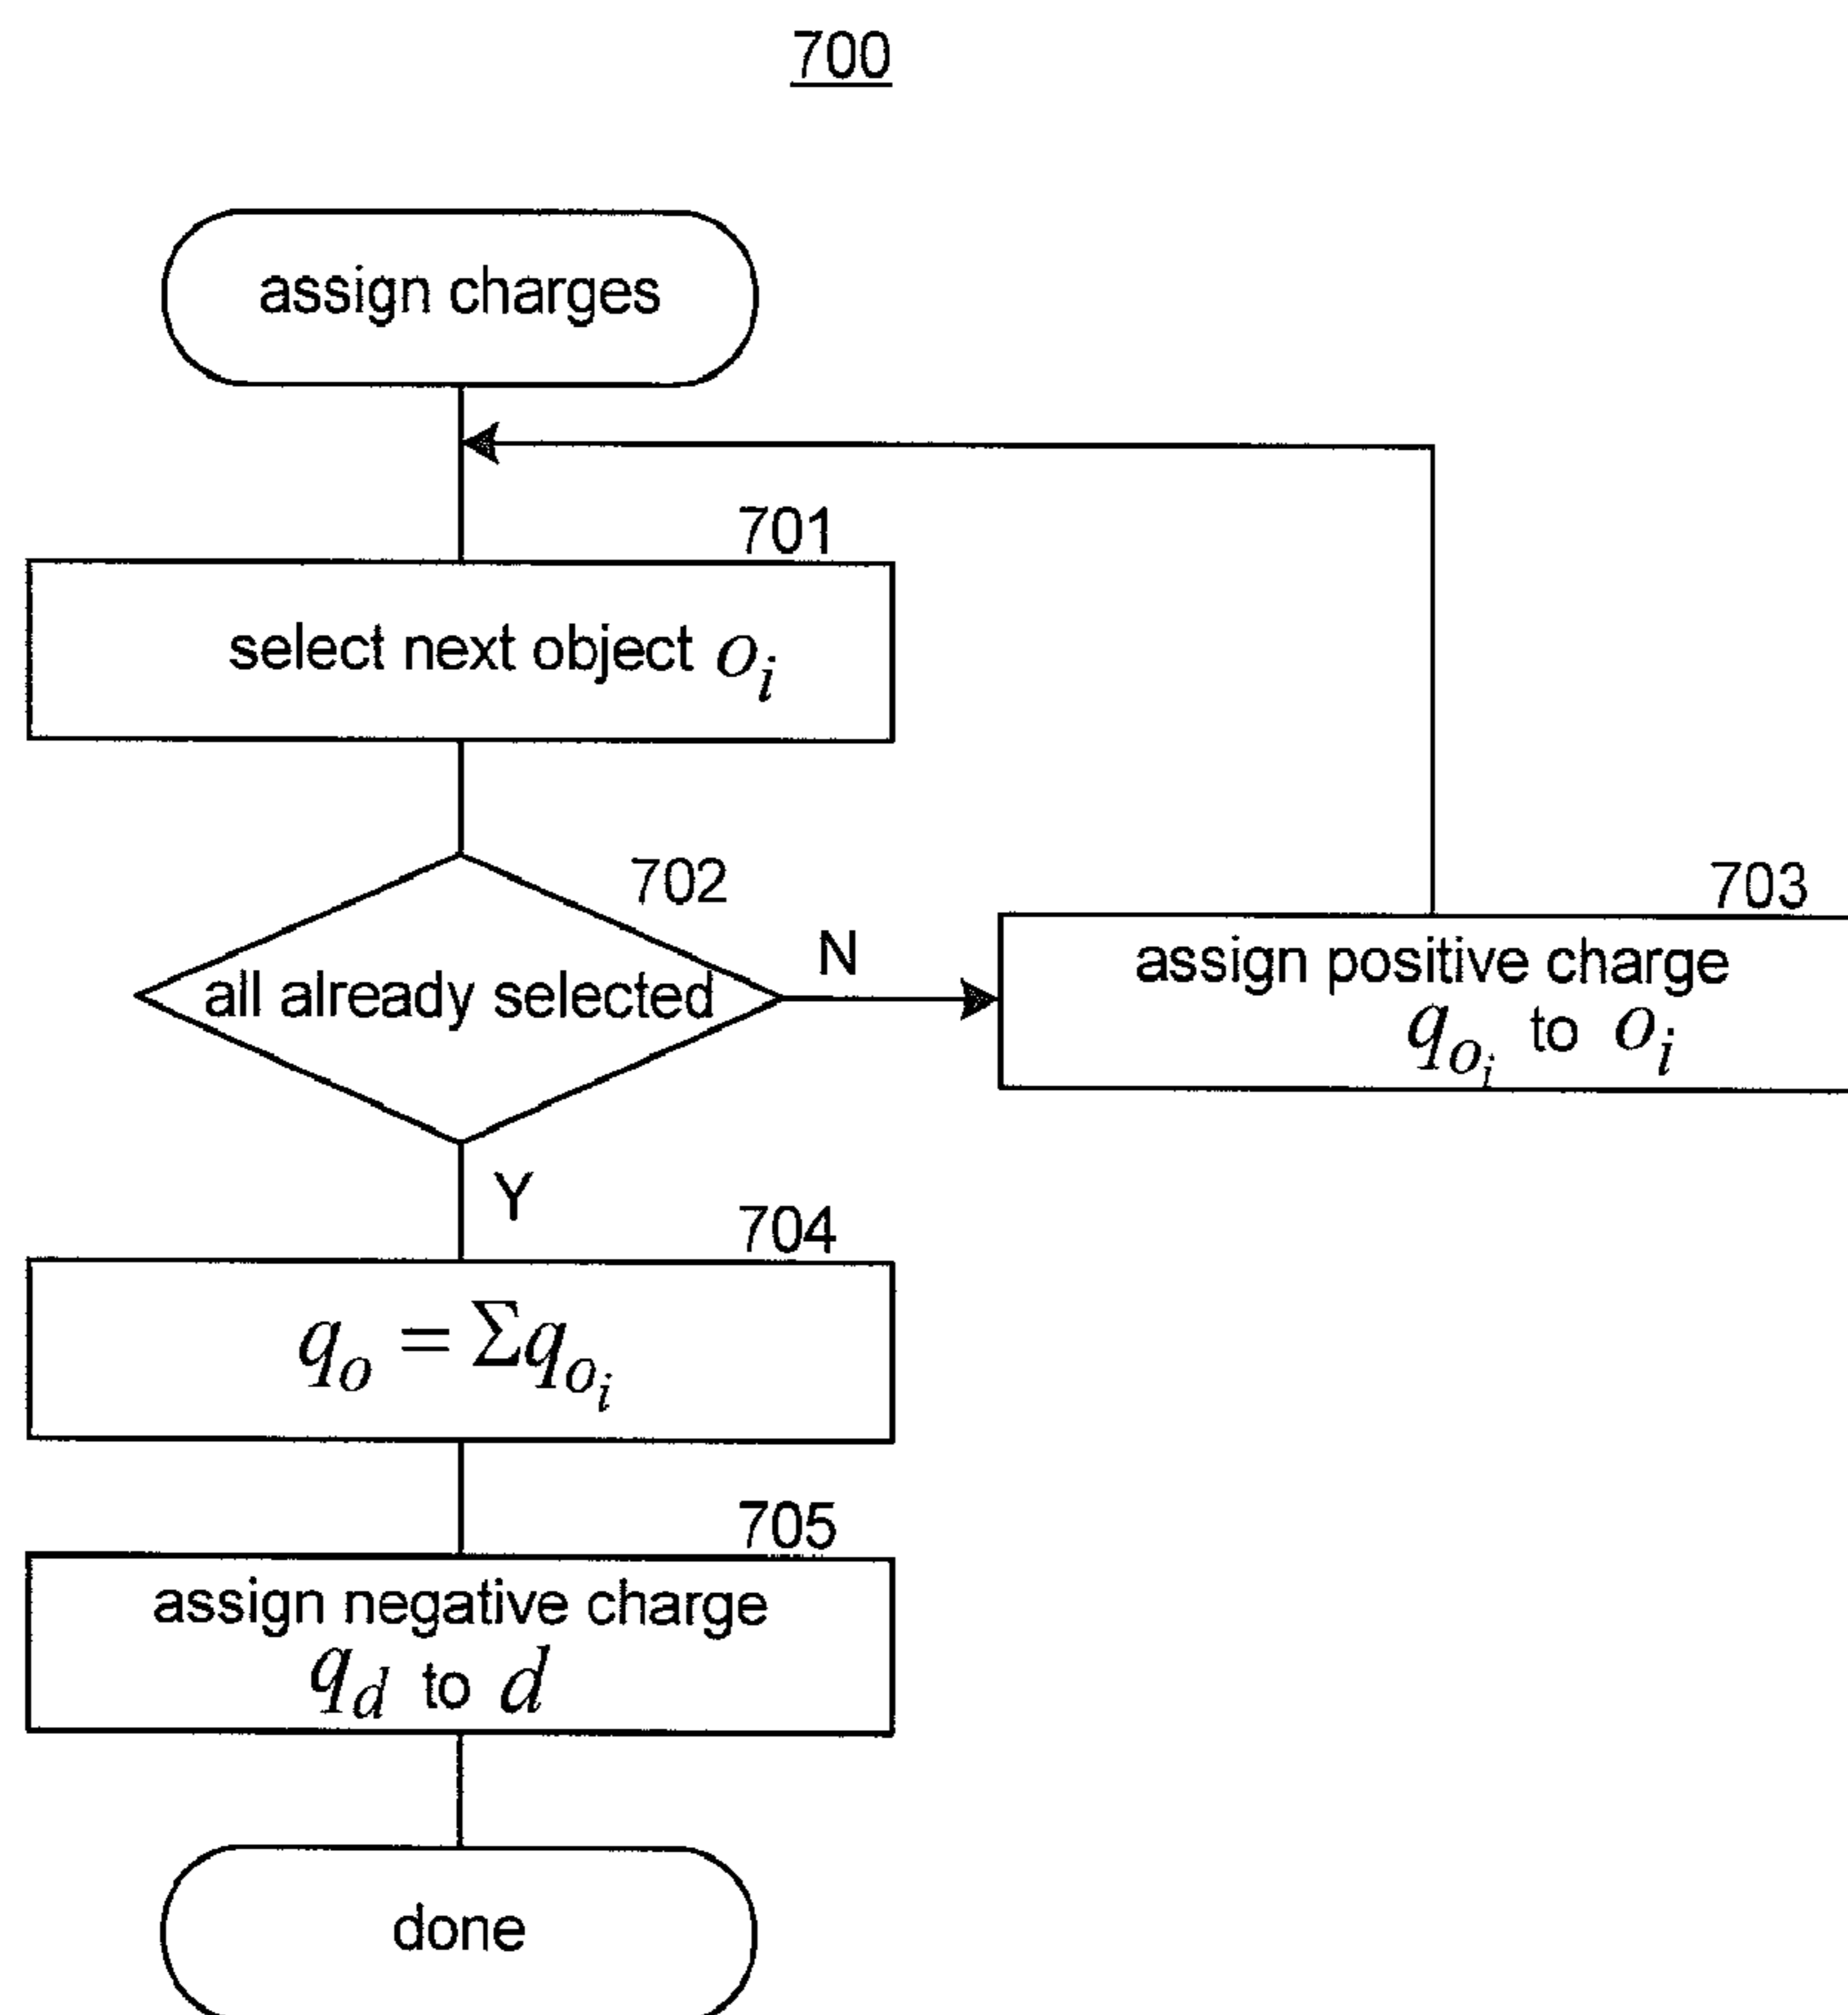 700
assign charges
701
select next object o_i
702
all already selected
N
703
assign positive charge
q_{o_i} to o_i
Y
704
q_o = Σq_{o_i}
705
assign negative charge
q_d to d
done